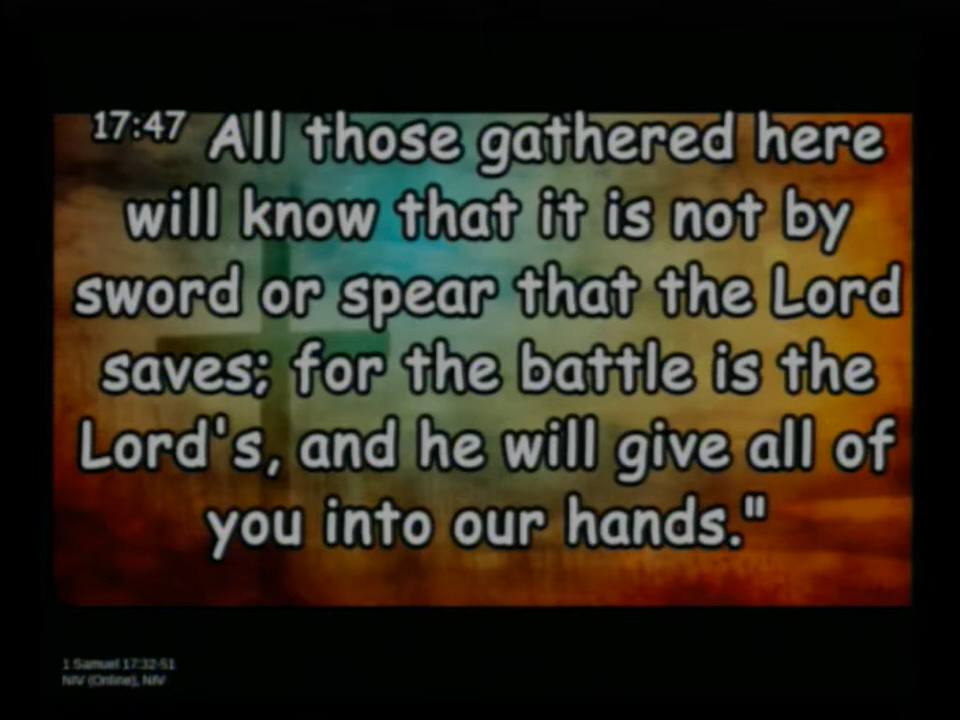 17:47 All those gathered here
will know that it is not by
sword or spear that the Lord
saves; for the battle is the
Lord's, and he will give all of
you into our hands."
1 Samuel 17:32-51
NIV (Online), NIV